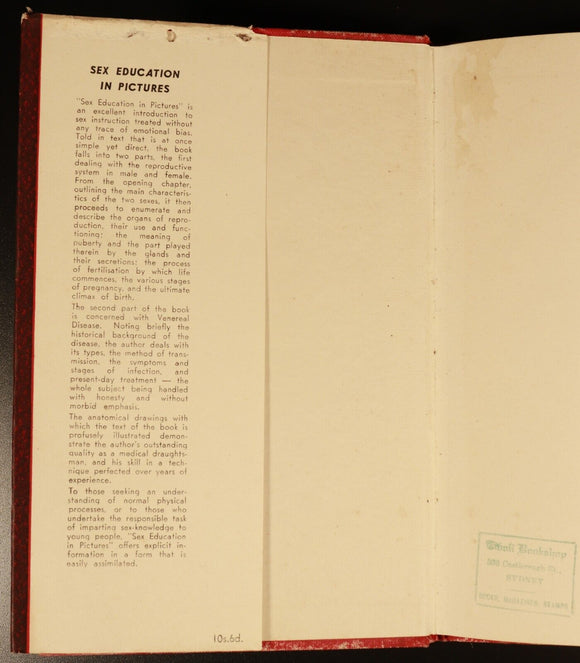 SEX EDUCATION
IN PICTURES
"Sex Education in Pictures" is
an excellent introduction to
sex instruction treated without
any trace of emotional bias.
Told in text that is at once
simple yet direct, the book
falls into two parts, the first
dealing with the reproductive
system in male and female.
From the opening chapter,
outlining the main characteris-
tics of the two sexes, it then
proceeds to enumerate and
describe the organs of repro-
duction, their use and func-
tioning; the meaning of
puberty and the part played
therein by the glands and
their secretions; the process
of fertilisation by which life
commences, the various stages
of pregnancy, and the ultimate
climax of birth.
The second part of the book
is concerned with Venereal
Disease. Noting briefly the
historical background of the
disease, the author deals with
its types, the method of trans-
mission, the symptoms and
stages of infection, and
present-day treatment — the
whole subject being handled
with honesty and without
morbid emphasis.
The anatomical drawings with
which the text of the book is
profusely illustrated demon-
strate the author's outstanding
quality as a medical draughts-
man, and his skill in a tech-
nique perfected over years of
experience.
To those seeking an under-
standing of normal physical
processes, or to those who
undertake the responsible task
of imparting sex-knowledge to
young people, "Sex Education
in Pictures" offers explicit in-
formation in a form that is
easily assimilated.
10s.6d.
Bookshop
Castlereagh St.,
SYDNEY
STAMPS